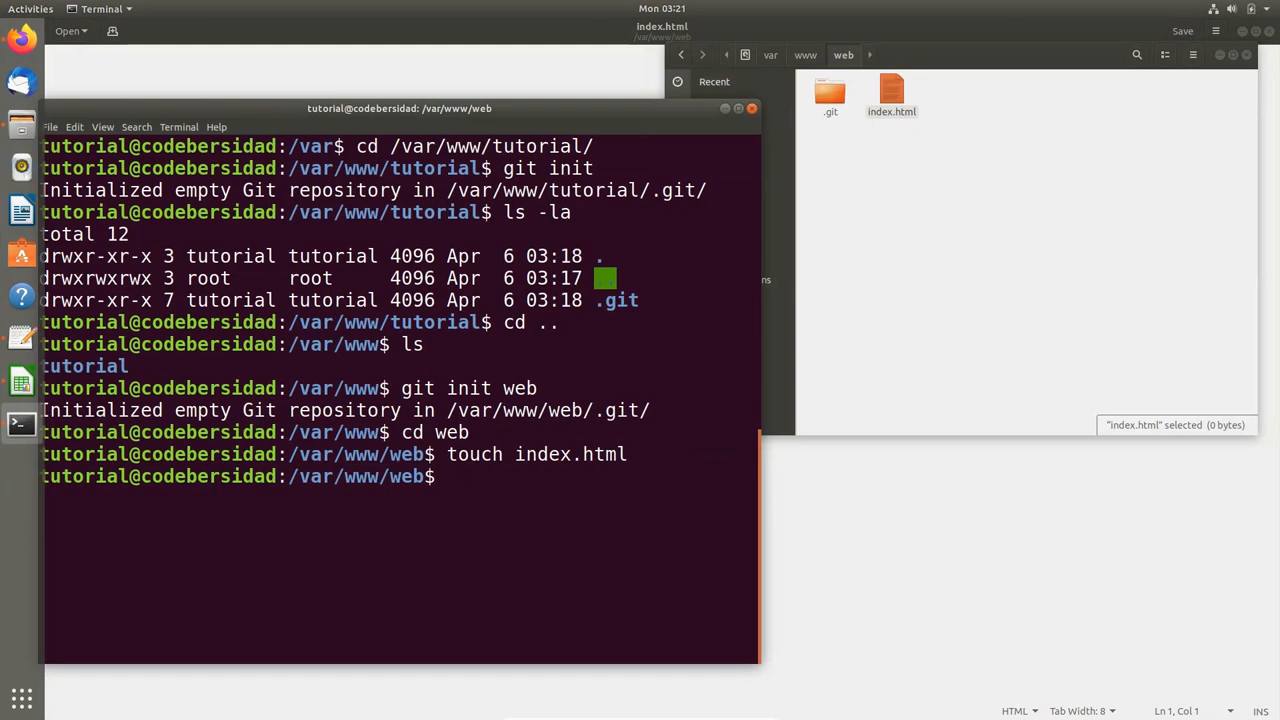 Activities
Terminal
Mon 03:21
Open
index.html
/var/www/web
Save
var
www
web
Recent
.git
index.html
tutorial@codebersidad: /var/www/web
File Edit View Search Terminal Help
tutorial@codebersidad:/var$ cd /var/www/tutorial/
tutorial@codebersidad:/var/www/tutorial$ git init
Initialized empty Git repository in /var/www/tutorial/.git/
tutorial@codebersidad:/var/www/tutorial$ ls -la
total 12
drwxr-xr-x 3 tutorial tutorial 4096 Apr  6 03:18 .
drwxrwxrwx 3 root     root     4096 Apr  6 03:17 ..
drwxr-xr-x 7 tutorial tutorial 4096 Apr  6 03:18 .git
tutorial@codebersidad:/var/www/tutorial$ cd ..
tutorial@codebersidad:/var/www$ ls
tutorial
tutorial@codebersidad:/var/www$ git init web
Initialized empty Git repository in /var/www/web/.git/
tutorial@codebersidad:/var/www$ cd web
tutorial@codebersidad:/var/www/web$ touch index.html
tutorial@codebersidad:/var/www/web$
"index.html" selected (0 bytes)
HTML
Tab Width: 8
Ln 1, Col 1
INS